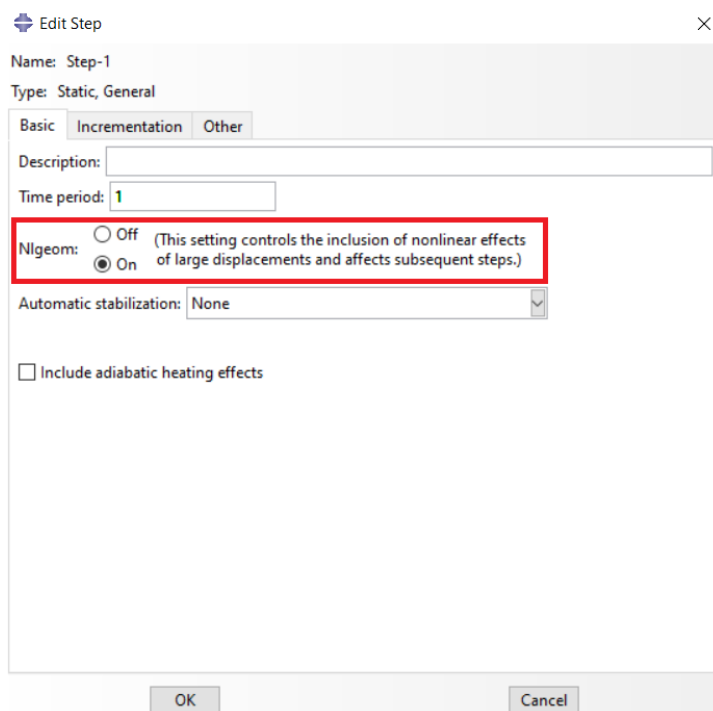 Edit Step
Name: Step-1
Type: Static, General
Basic Incrementation Other
Description:
Time period: 1
Nlgeom: Off (This setting controls the inclusion of nonlinear effects
On of large displacements and affects subsequent steps.)
Automatic stabilization: None
Include adiabatic heating effects
OK Cancel